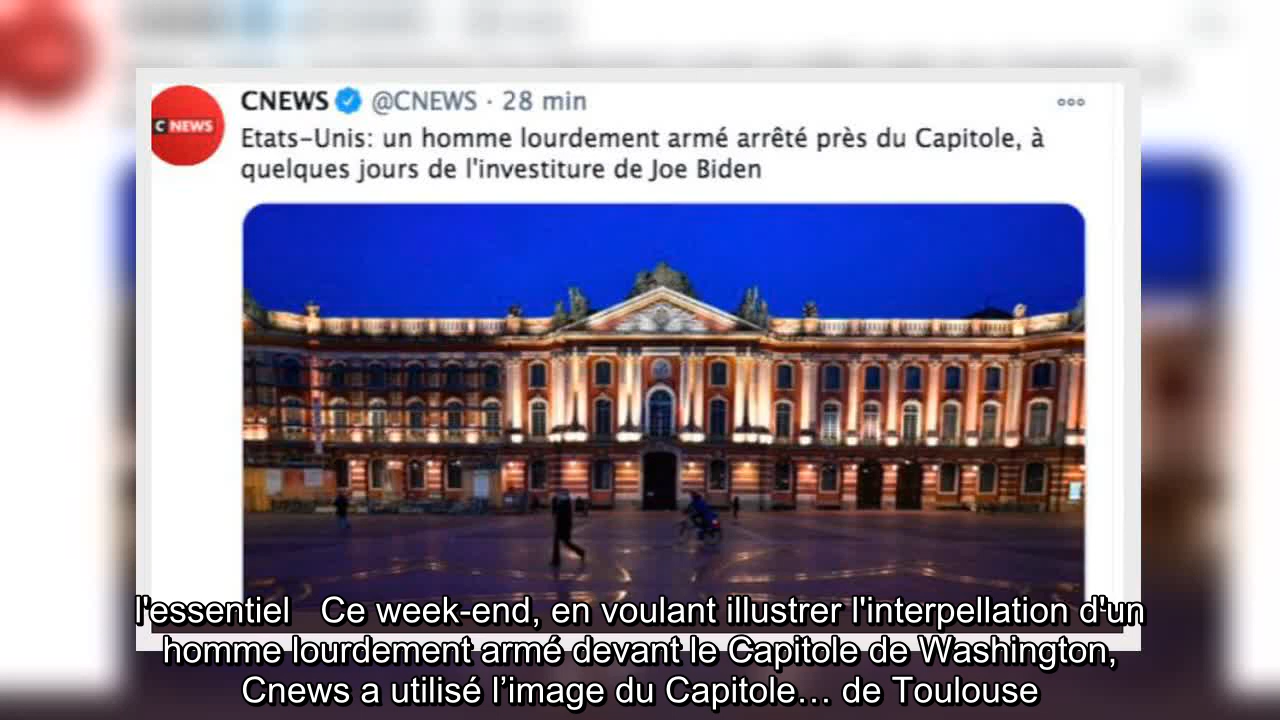 CNEWS @CNEWS · 28 min
C NEWS
Etats-Unis: un homme lourdement armé arrêté près du Capitole, à
quelques jours de l'investiture de Joe Biden
l'essentiel Ce week-end, en voulant illustrer l'interpellation d'un
homme lourdement armé devant le Capitole de Washington,
Cnews a utilisé l’image du Capitole… de Toulouse